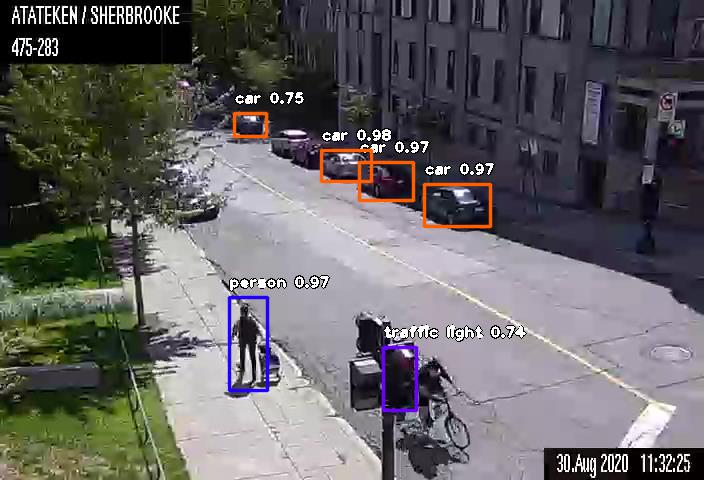 ATATEKEN / SHERBROOKE
475-283
car 0.75
car 0.98
car 0.97
car 0.97
person 0.97
traffic light 0.74
30.Aug 2020 11:32:25